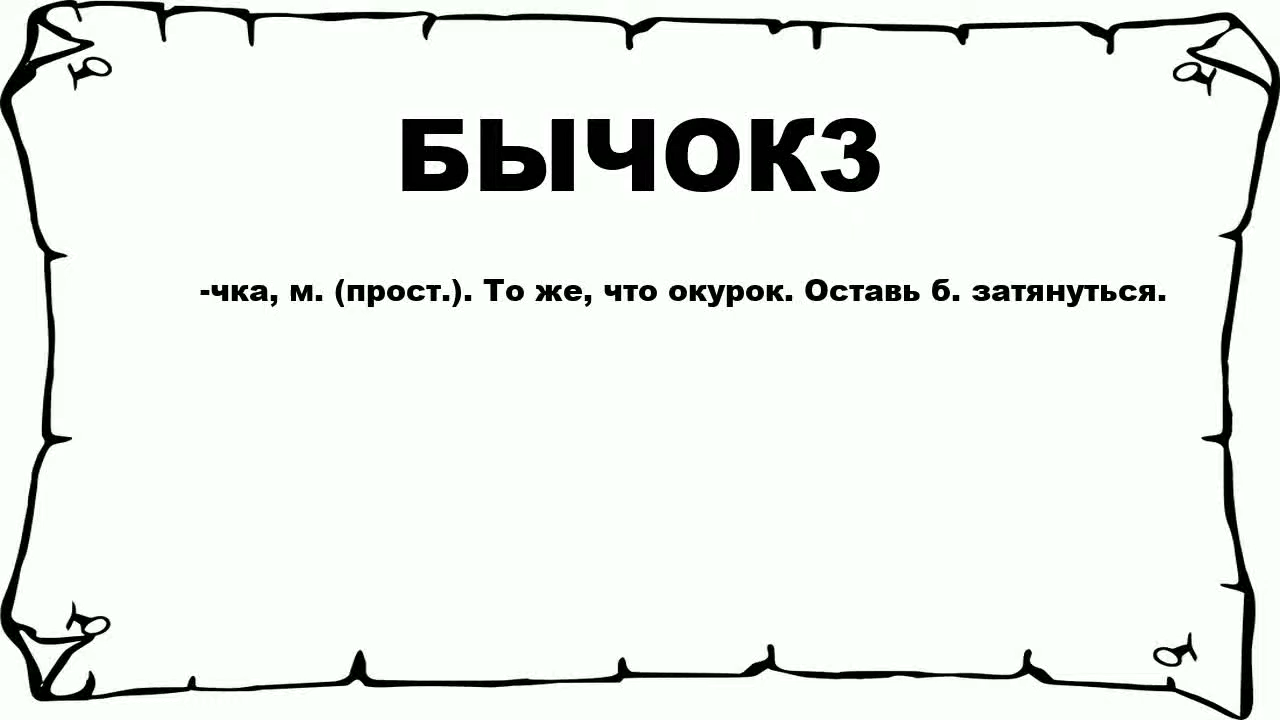 БЫЧОК3
-чка, м. (прост.). То же, что окурок. Оставь б. затянуться.